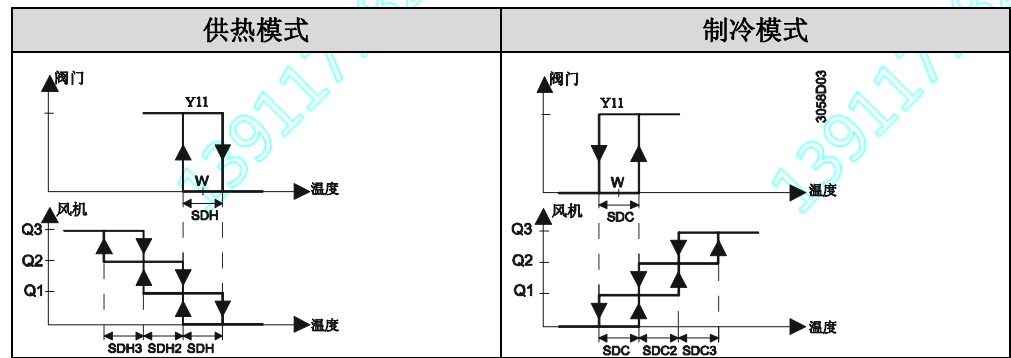 供热模式
制冷模式
阀门
Y11
W
温度
SDH
风机
Q3
Q2
Q1
温度
SDH3 SDH2 SDH
阀门
Y11
3058D03
W
温度
SDC
风机
Q3
Q2
Q1
温度
SDC SDC2 SDC3